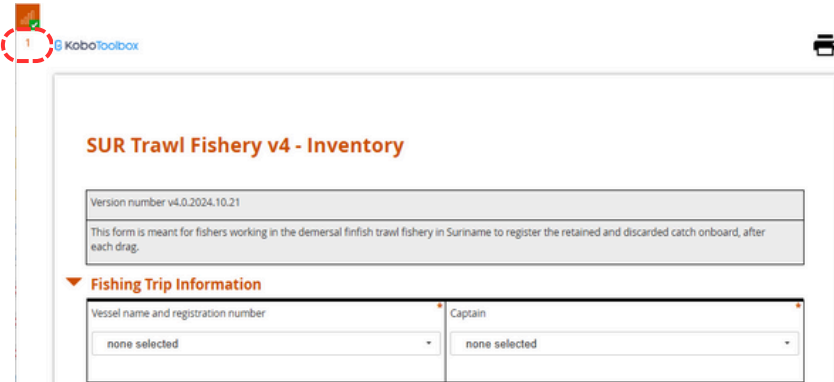 1
KoboToolbox
SUR Trawl Fishery v4 - Inventory
Version number v4.0.2024.10.21
This form is meant for fishers working in the demersal finfish trawl fishery in Suriname to register the retained and discarded catch onboard, after
each drag.
Fishing Trip Information
Vessel name and registration number *
Captain *
none selected
none selected